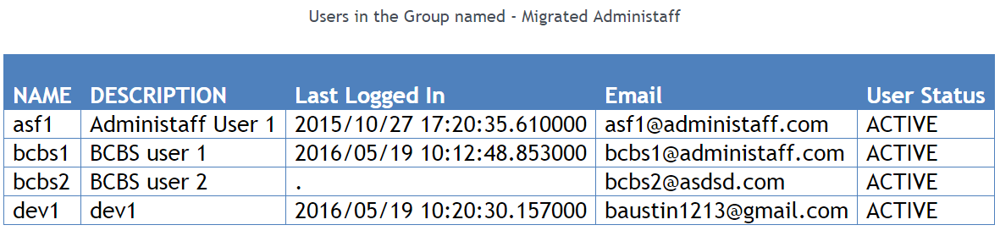 Users in the Group named - Migrated Administaff
NAME DESCRIPTION Last Logged In Email User Status
asf1 Administaff User 1 2015/10/27 17:20:35.610000 asf1@administaff.com ACTIVE
bcbs1 BCBS user 1 2016/05/19 10:12:48.853000 bcbs1@administaff.com ACTIVE
bcbs2 BCBS user 2 . bcbs2@asdsd.com ACTIVE
dev1 dev1 2016/05/19 10:20:30.157000 baustin1213@gmail.com ACTIVE